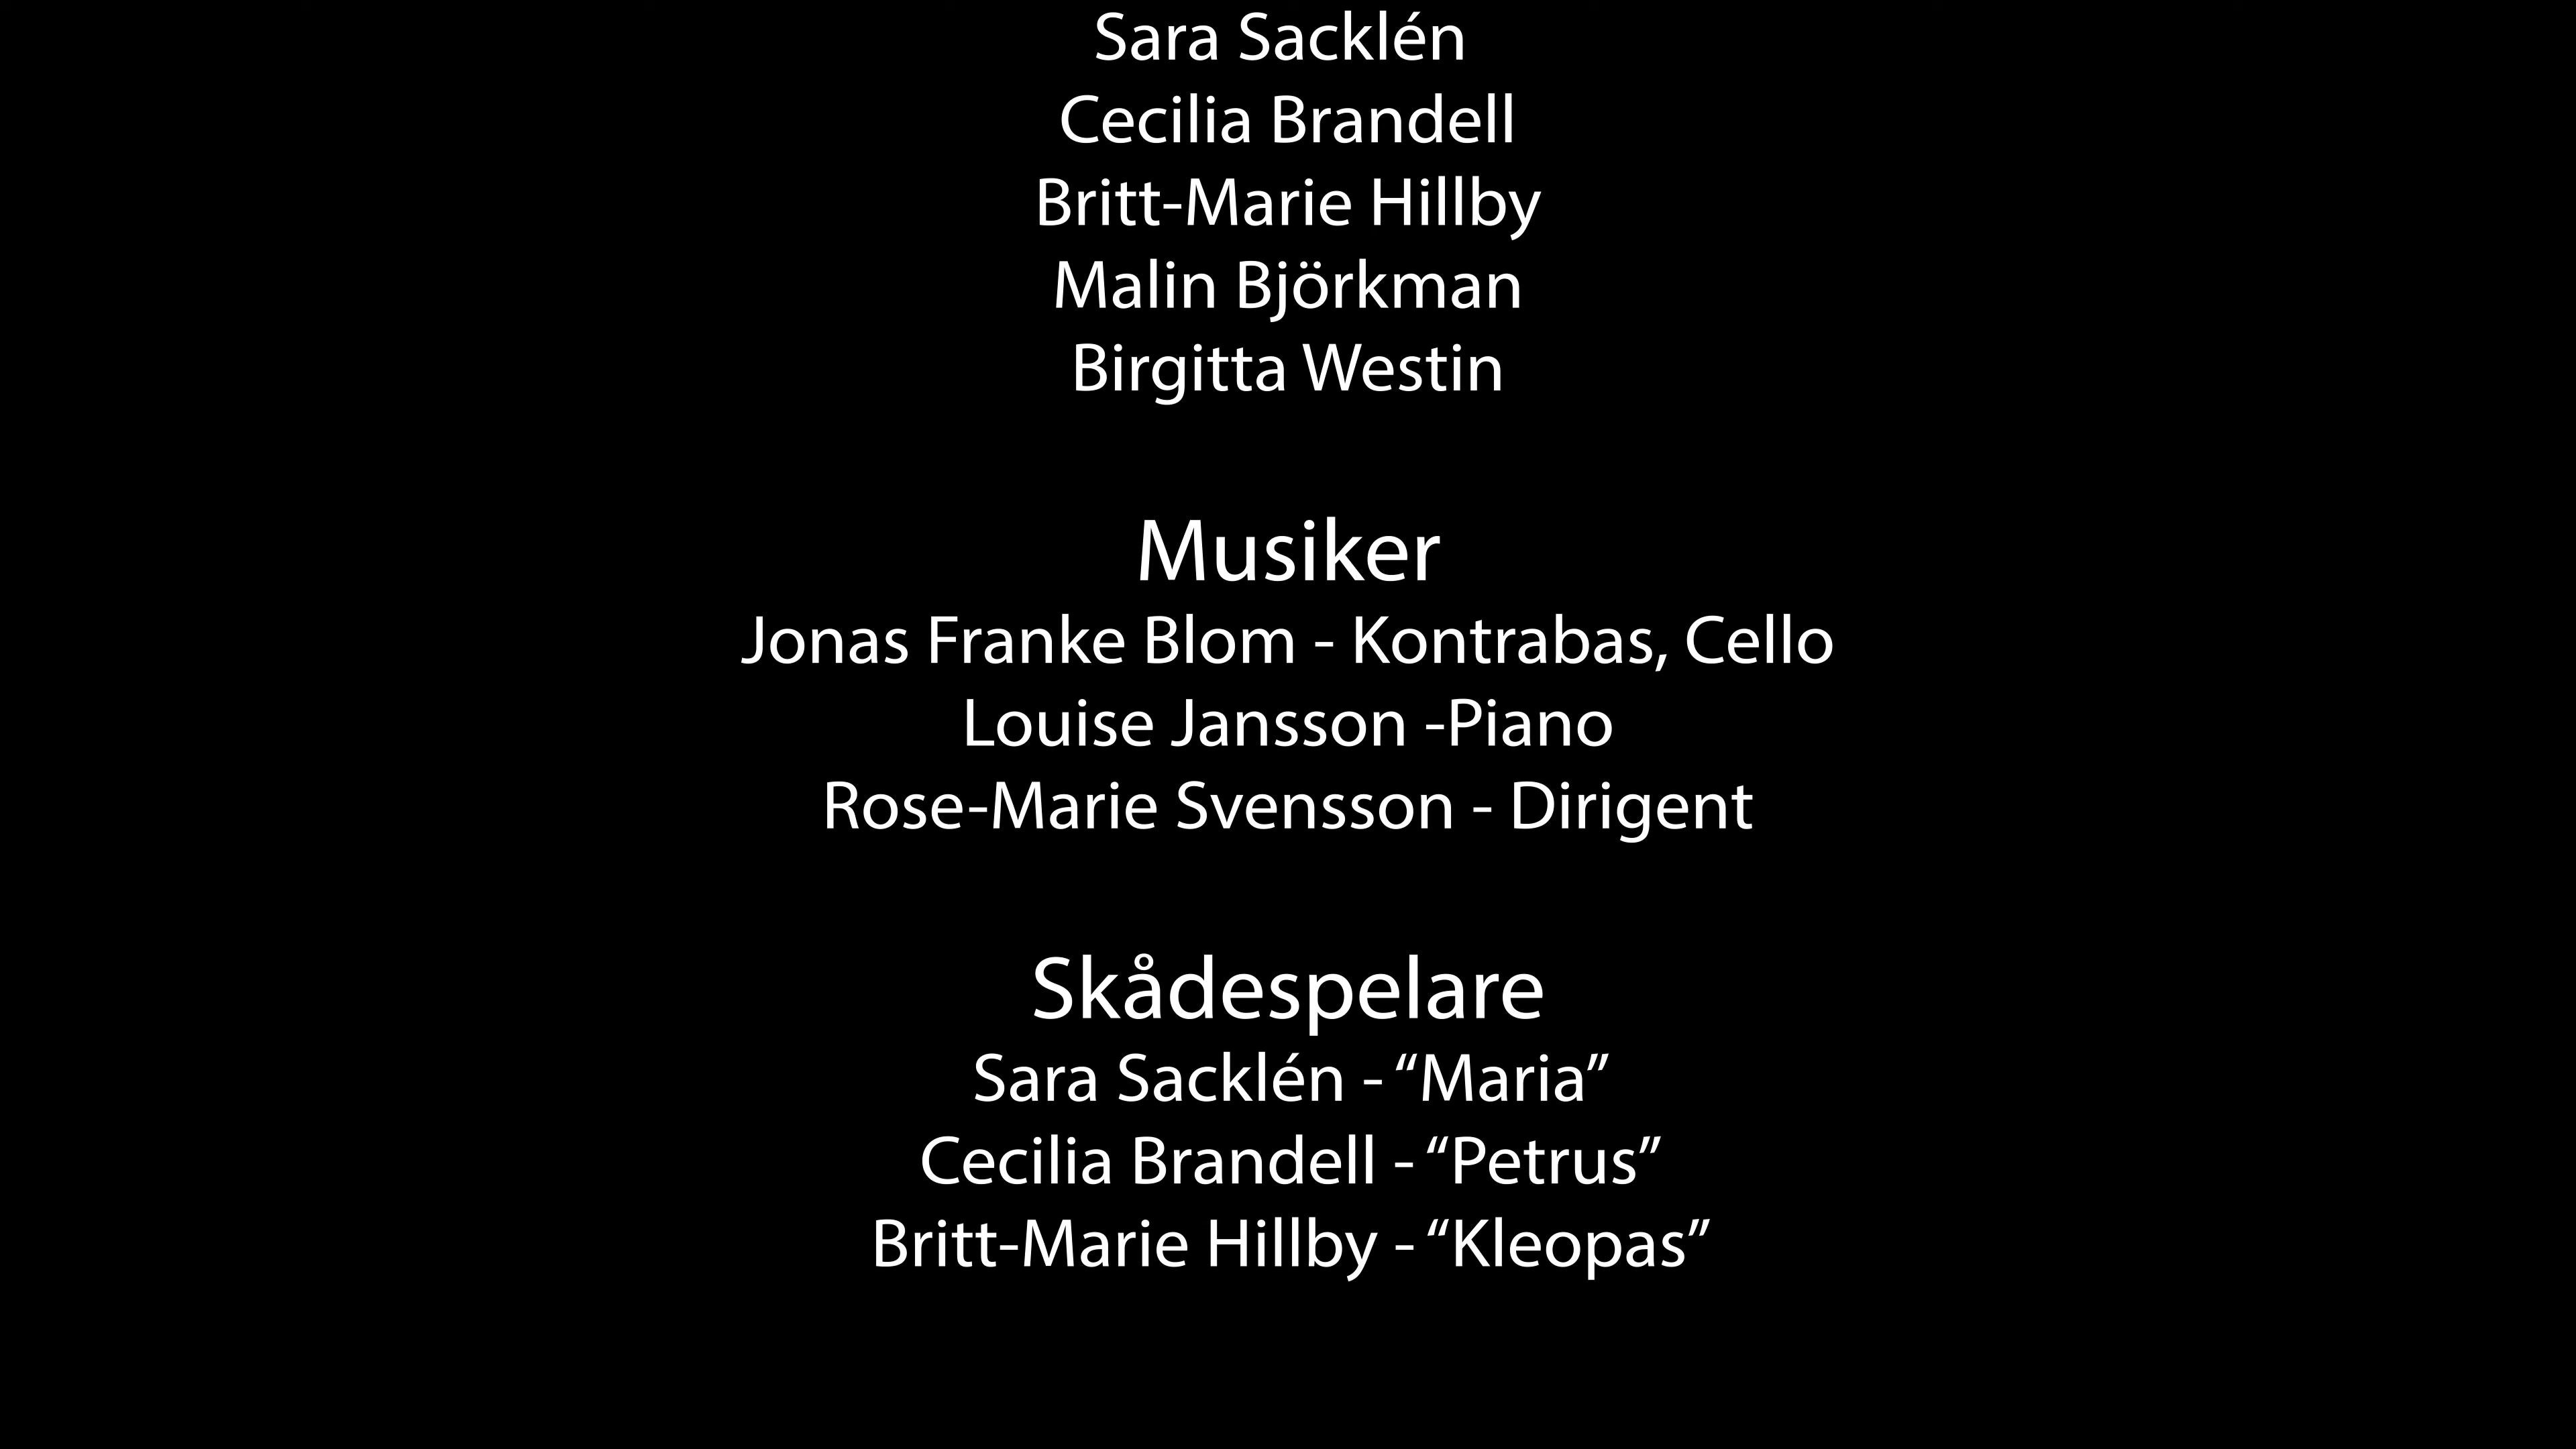 Sara Sacklén
Cecilia Brandell
Britt-Marie Hillby
Malin Björkman
Birgitta Westin
Musiker
Jonas Franke Blom - Kontrabas, Cello
Louise Jansson -Piano
Rose-Marie Svensson - Dirigent
Skådespelare
Sara Sacklén - “Maria”
Cecilia Brandell - “Petrus”
Britt-Marie Hillby - “Kleopas”